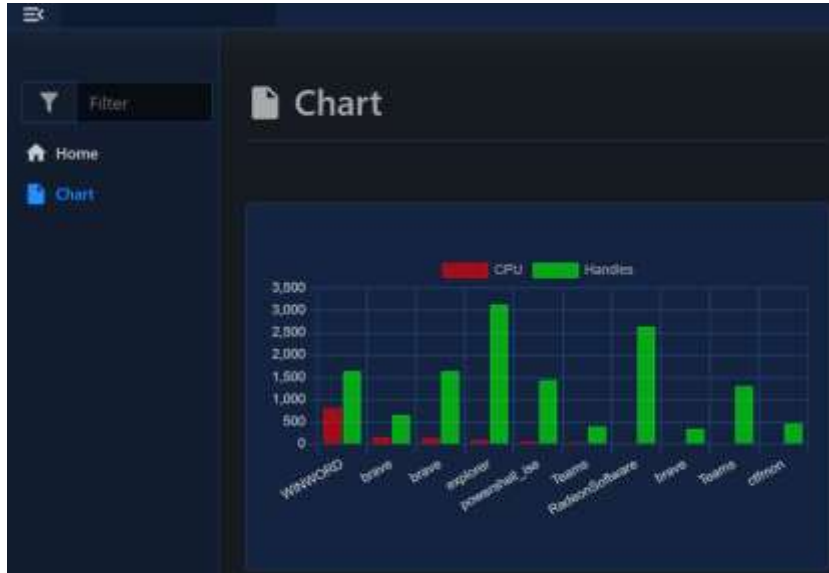 Filter
Chart
Home
Chart
CPU Handles
3,500
3,000
2,500
2,000
1,500
1,000
500
0
WINWORD brave brave explorer powershell_ise Teams RadeonSoftware brave Teams ctfmon